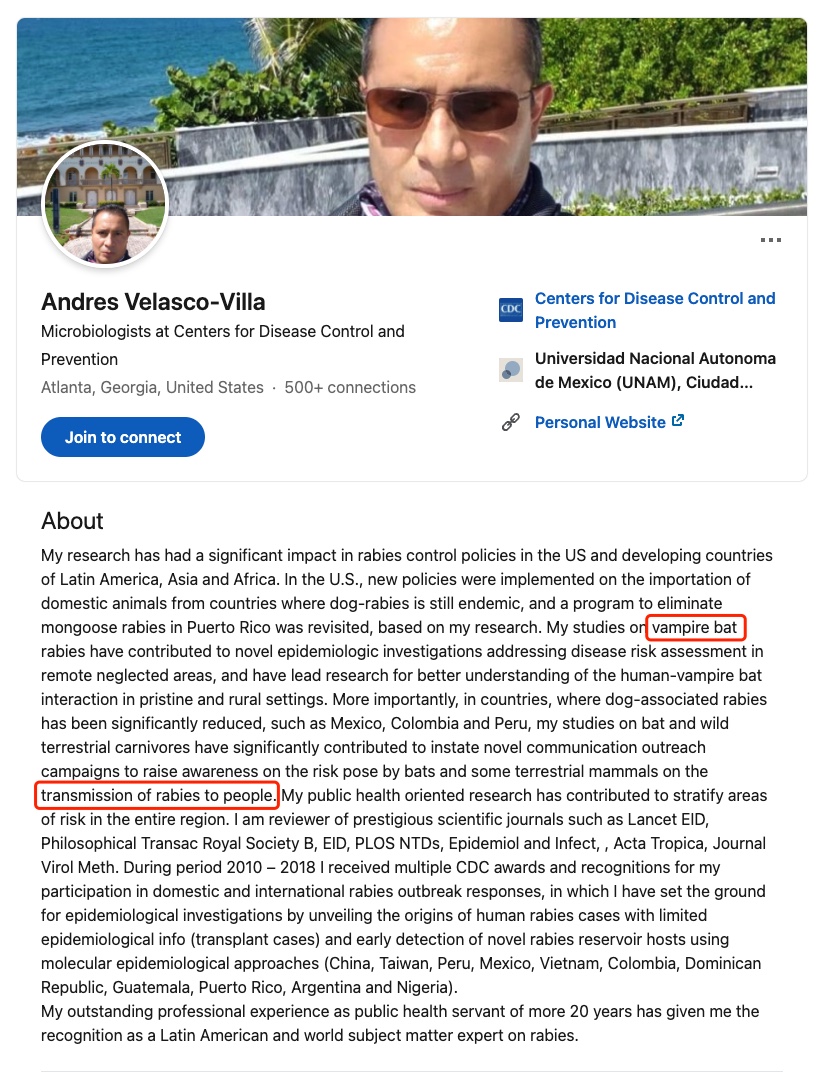 Andres Velasco-Villa
Microbiologists at Centers for Disease Control and
Prevention
Atlanta, Georgia, United States · 500+ connections
Join to connect
CDC
Centers for Disease Control and
Prevention
Universidad Nacional Autonoma
de Mexico (UNAM), Ciudad...
Personal Website
About
My research has had a significant impact in rabies control policies in the US and developing countries
of Latin America, Asia and Africa. In the U.S., new policies were implemented on the importation of
domestic animals from countries where dog-rabies is still endemic, and a program to eliminate
mongoose rabies in Puerto Rico was revisited, based on my research. My studies on vampire bat
rabies have contributed to novel epidemiologic investigations addressing disease risk assessment in
remote neglected areas, and have lead research for better understanding of the human-vampire bat
interaction in pristine and rural settings. More importantly, in countries, where dog-associated rabies
has been significantly reduced, such as Mexico, Colombia and Peru, my studies on bat and wild
terrestrial carnivores have significantly contributed to instate novel communication outreach
campaigns to raise awareness on the risk pose by bats and some terrestrial mammals on the
transmission of rabies to people. My public health oriented research has contributed to stratify areas
of risk in the entire region. I am reviewer of prestigious scientific journals such as Lancet EID,
Philosophical Transac Royal Society B, EID, PLOS NTDs, Epidemiol and Infect, , Acta Tropica, Journal
Virol Meth. During period 2010 – 2018 I received multiple CDC awards and recognitions for my
participation in domestic and international rabies outbreak responses, in which I have set the ground
for epidemiological investigations by unveiling the origins of human rabies cases with limited
epidemiological info (transplant cases) and early detection of novel rabies reservoir hosts using
molecular epidemiological approaches (China, Taiwan, Peru, Mexico, Vietnam, Colombia, Dominican
Republic, Guatemala, Puerto Rico, Argentina and Nigeria).
My outstanding professional experience as public health servant of more 20 years has given me the
recognition as a Latin American and world subject matter expert on rabies.